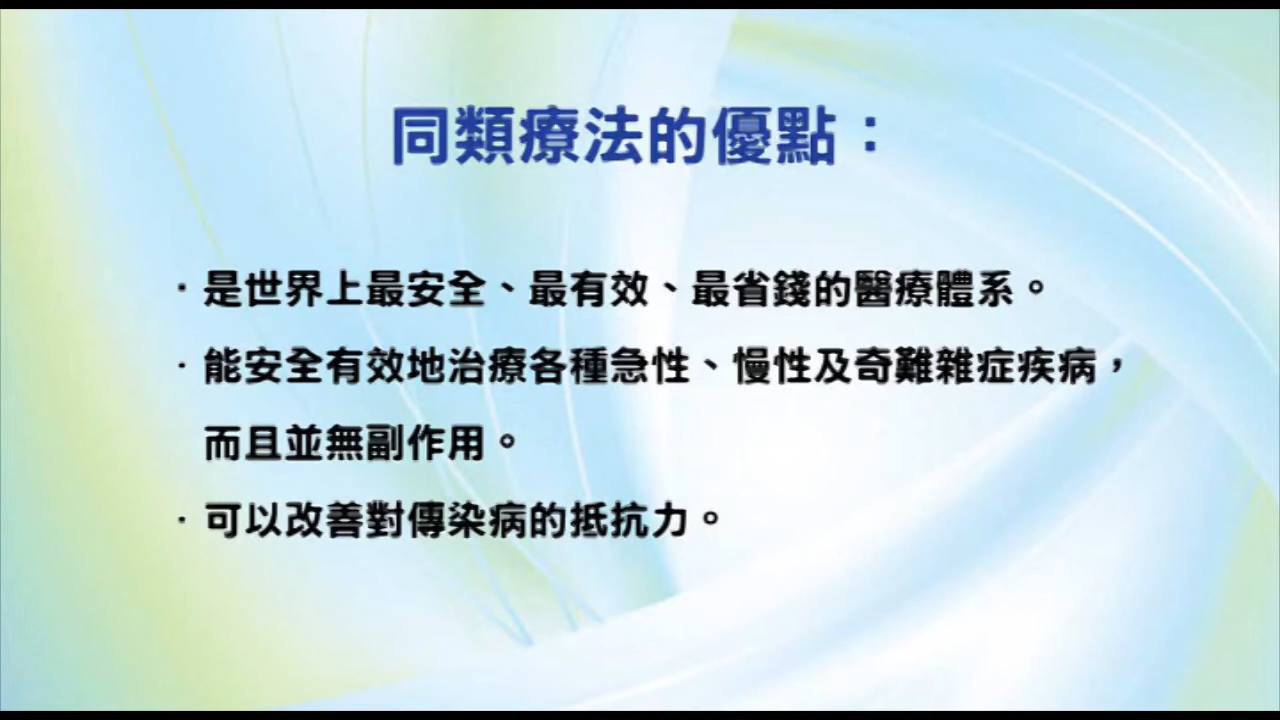 同類療法的優點：
·是世界上最安全、最有效、最省錢的醫療體系。
·能安全有效地治療各種急性、慢性及奇難雜症疾病，
而且並無副作用。
·可以改善對傳染病的抵抗力。